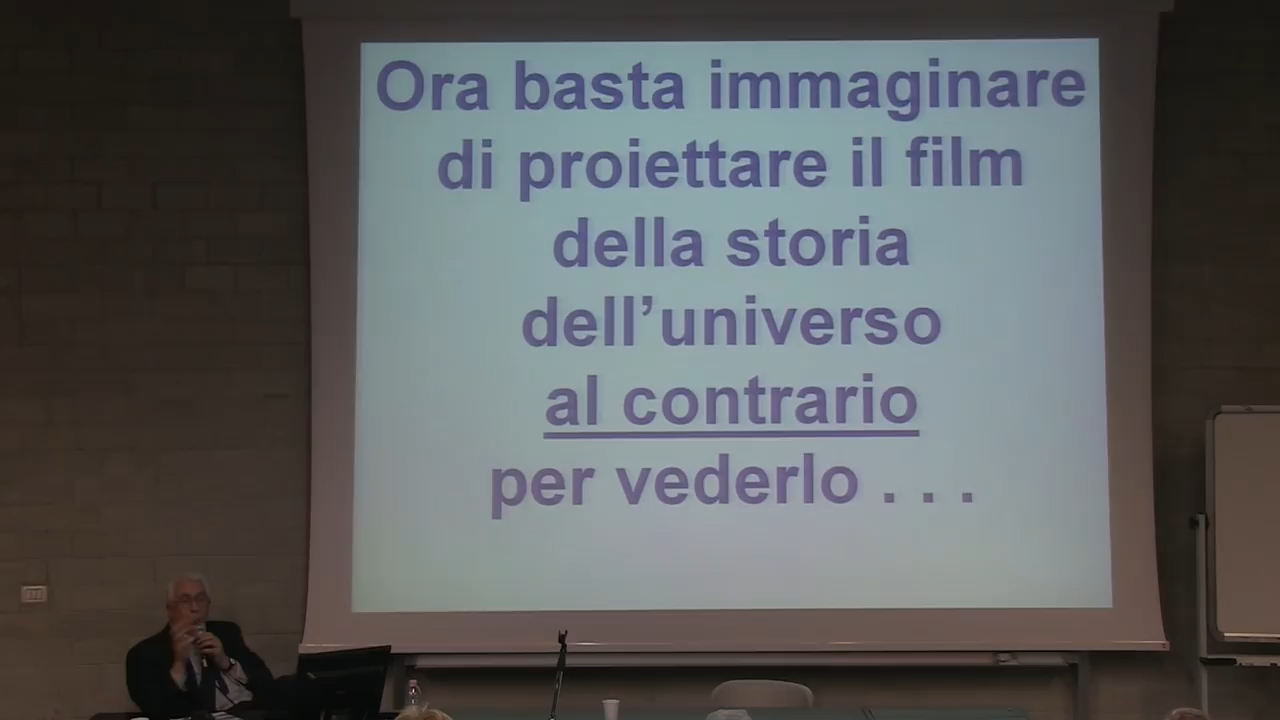 Ora basta immaginare
di proiettare il film
della storia
dell’universo
al contrario
per vederlo . . .